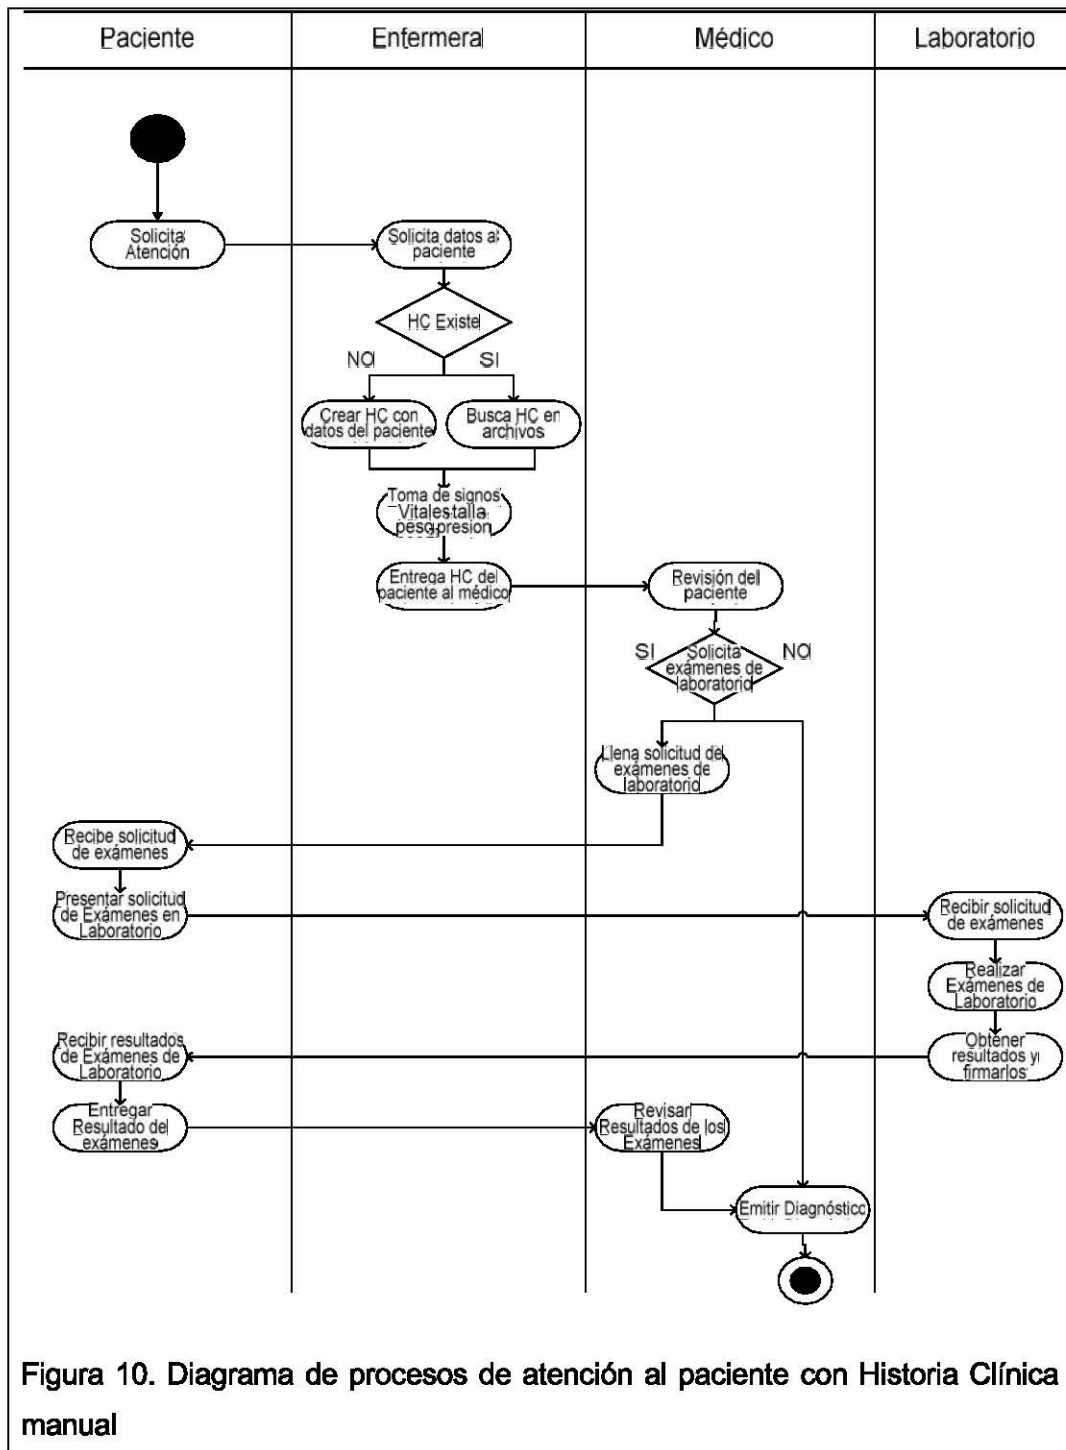 Paciente
Enfermera
Médico
Laboratorio
Solicita
Atención
Solicita datos al
paciente
HC Existe
NO
SI
Crear HC con
datos del paciente
Busca HC en
archivos
Toma de signos
Vitales talla
peso presion
Entrega HC del
paciente al médico
Revisión del
paciente
SI
Solicita
exámenes de
laboratorio
NO
Llena solicitud de
exámenes de
laboratorio
Recibe solicitud
de exámenes
Presentar solicitud
de Exámenes en
Laboratorio
Recibir solicitud
de exámenes
Realizar
Exámenes de
Laboratorio
Recibir resultados
de Exámenes de
Laboratorio
Obtener
resultados y
firmarlos
Entregar
Resultado de
exámenes
Revisar
Resultados de los
Exámenes
Emitir Diagnóstico
Figura 10. Diagrama de procesos de atención al paciente con Historia Clínica
manual